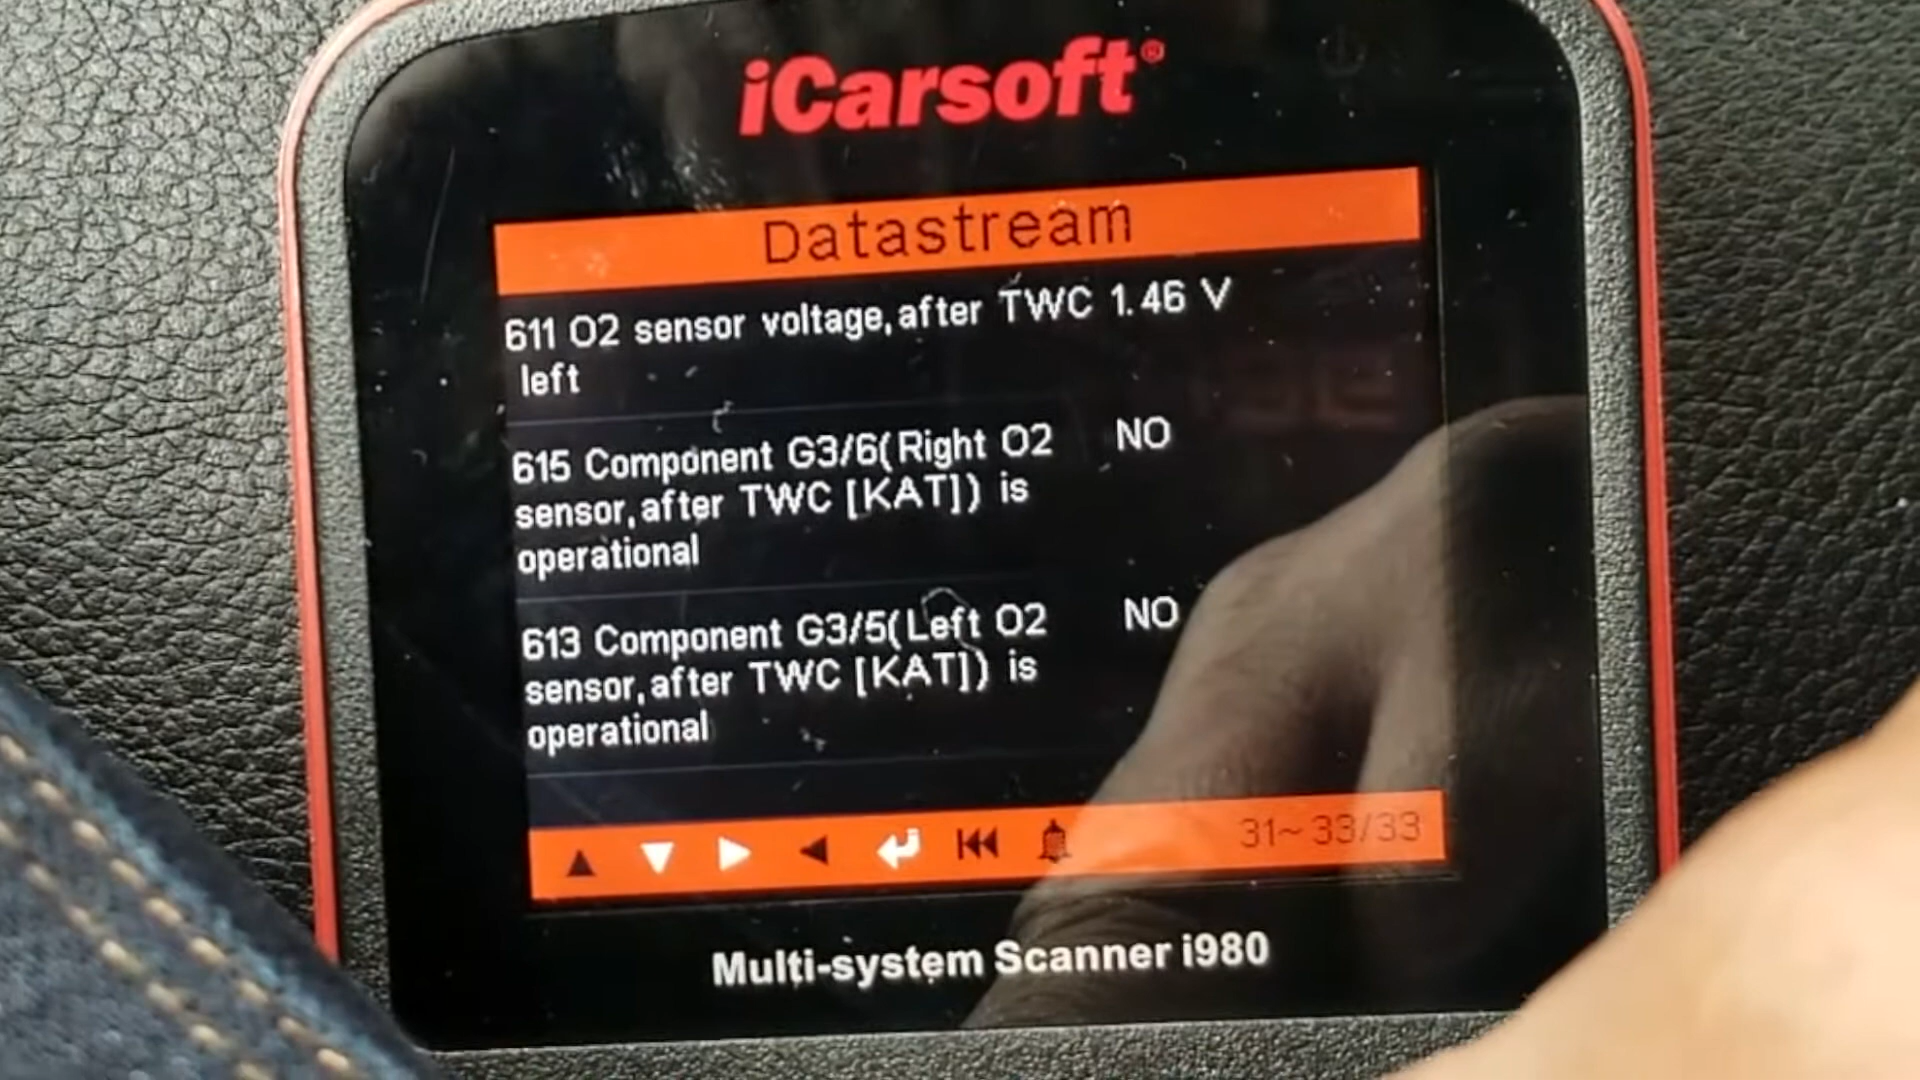 iCarsoft®
Datastream
611 O2 sensor voltage,after TWC 1.46 V
left
615 Component G3/6(Right O2 NO
sensor,after TWC [KAT]) is
operational
613 Component G3/5(Left O2 NO
sensor,after TWC [KAT]) is
operational
31~33/33
Multi-system Scanner i980